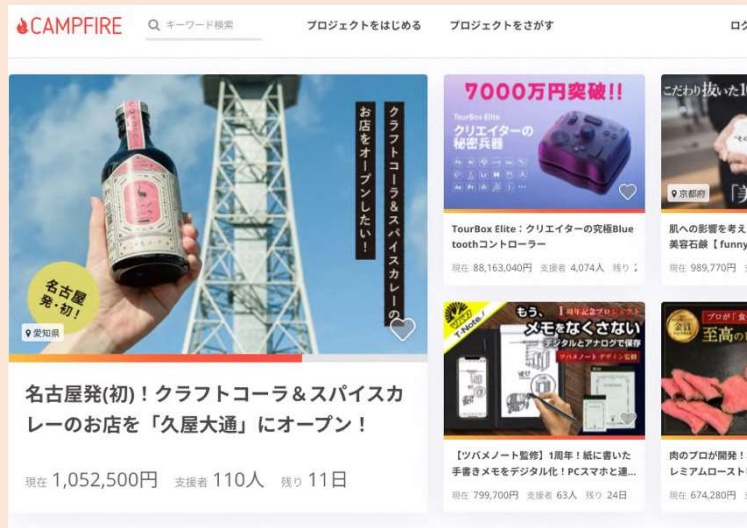 CAMPFIRE
キーワード検索
プロジェクトをはじめる
プロジェクトをさがす
クラフトコーラ&スパイスカレーの
お店をオープンしたい!
名古屋
発・初!
愛知県
名古屋発(初)!クラフトコーラ&スパイスカ
レーのお店を「久屋大通」にオープン!
現在 1,052,500円 支援者 110人 残り 11日
7000万円突破!!
TourBox Elite
クリエイターの
秘密兵器
TourBox Elite:クリエイターの究極Blue
toothコントローラー
現在 88,163,040円 支援者 4,074人 残り
もう、
1周年記念プロジェクト
メモをなくさない
デジタルとアナログで保存
ツバメノート デザイン監修
T-Note
【ツバメノート監修】1周年!紙に書いた
手書きメモをデジタル化!PCスマホと連...
現在 799,700円 支援者 63人 残り 24日
こだわり抜いた
京都府
肌への影響を考え
美容石鹸【 funny
現在 989,770円
プロが「食
金賞
至高の
肉のプロが開発!
レミアムロースト
現在 674,280円